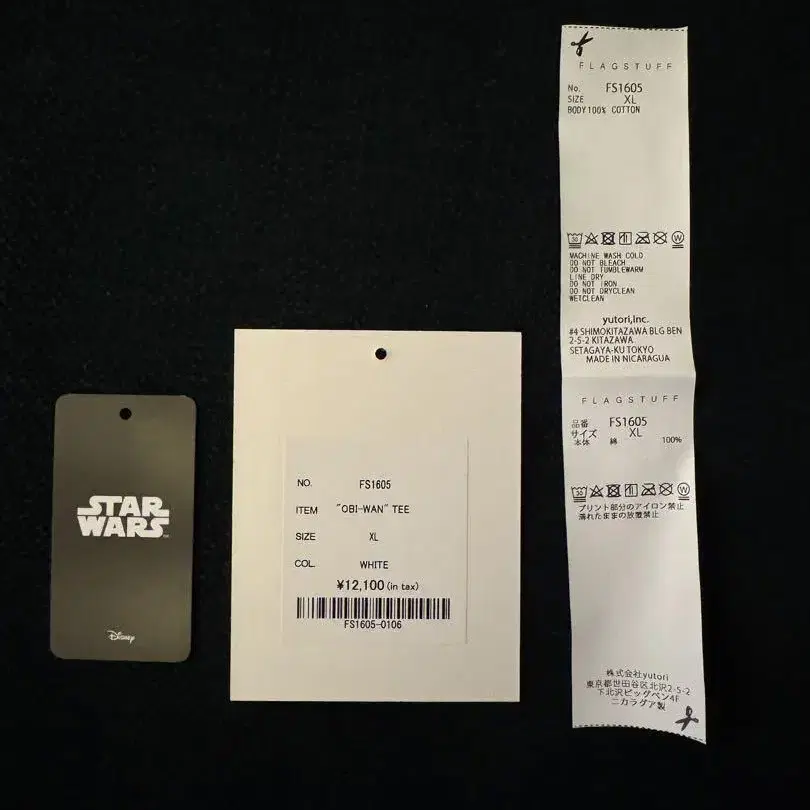 STAR
WARS
Disney
NO. FS1605
ITEM "OBI-WAN" TEE
SIZE XL
COL. WHITE
¥12,100 (in tax)
FS1605-0106
FLAGSTUFF
No. FS1605
SIZE XL
BODY 100% COTTON
30 W
MACHINE WASH COLD
DO NOT BLEACH
DO NOT TUMBLEWARM
LINE DRY
DO NOT IRON
DO NOT DRYCLEAN
WETCLEAN
yutori,Inc.
#4 SHIMOKITAZAWA BLG BEN
2-5-2 KITAZAWA
SETAGAYA-KU TOKYO
MADE IN NICARAGUA
FLAGSTUFF
品番 FS1605
サイズ XL
本体 綿 100%
30 W
プリント部分のアイロン禁止
濡れたままの放置禁止
株式会社yutori
東京都世田谷区北沢2-5-2
下北沢ビッグベン4F
ニカラグア製